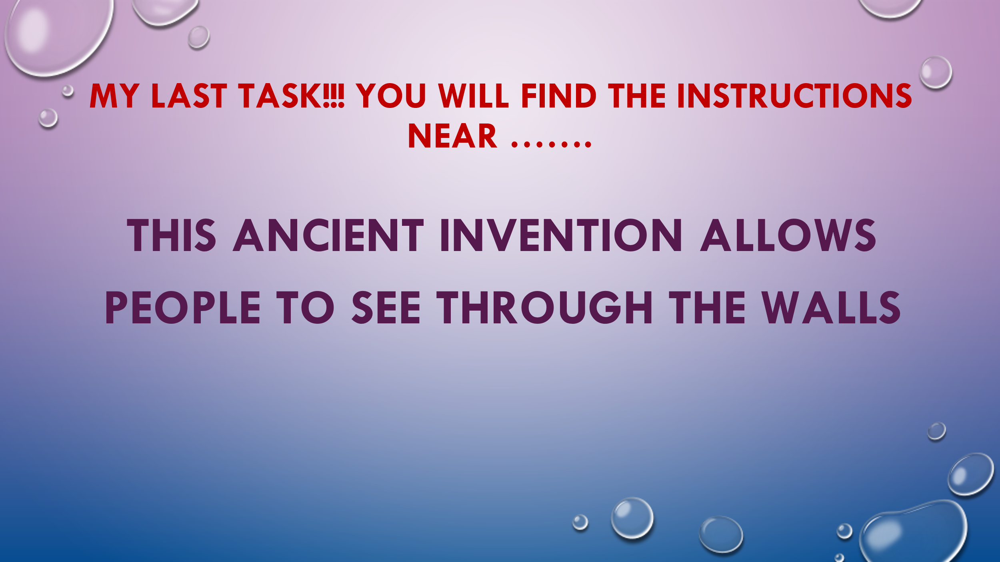 MY LAST TASK!!! YOU WILL FIND THE INSTRUCTIONS
NEAR .......
THIS ANCIENT INVENTION ALLOWS
PEOPLE TO SEE THROUGH THE WALLS